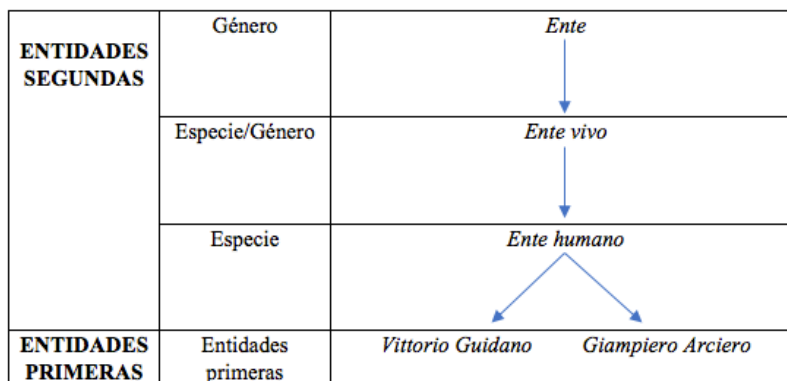 ENTIDADES
SEGUNDAS
Género
Ente
Especie/Género
Ente vivo
Especie
Ente humano
ENTIDADES
PRIMERAS
Entidades
primeras
Vittorio Guidano
Giampiero Arciero